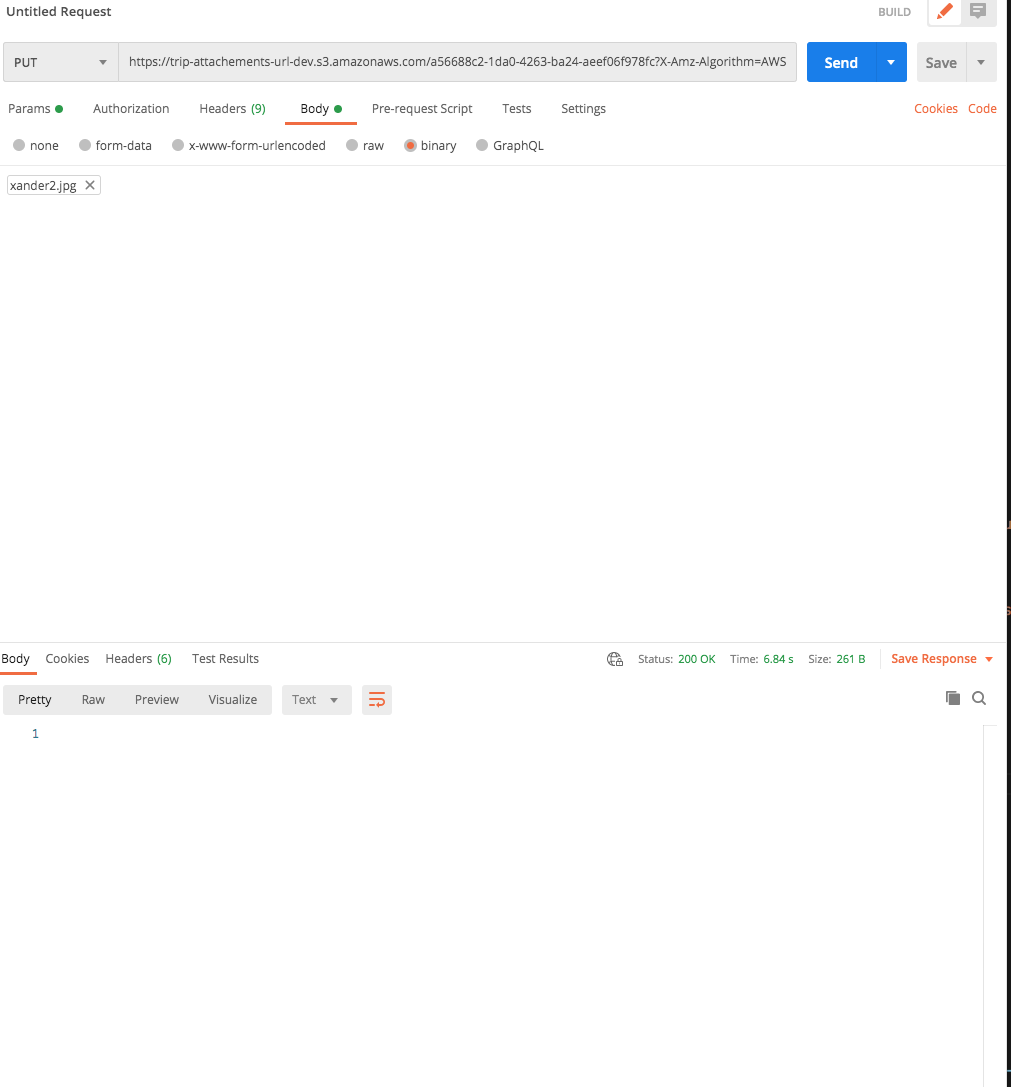 Untitled Request BUILD
PUT https://trip-attachements-url-dev.s3.amazonaws.com/a56688c2-1da0-4263-ba24-aeef06f978fc?X-Amz-Algorithm=AWS Send Save
Params Authorization Headers (9) Body Pre-request Script Tests Settings Cookies Code
none form-data x-www-form-urlencoded raw binary GraphQL
xander2.jpg
Body Cookies Headers (6) Test Results Status: 200 OK Time: 6.84 s Size: 261 B Save Response
Pretty Raw Preview Visualize Text
1